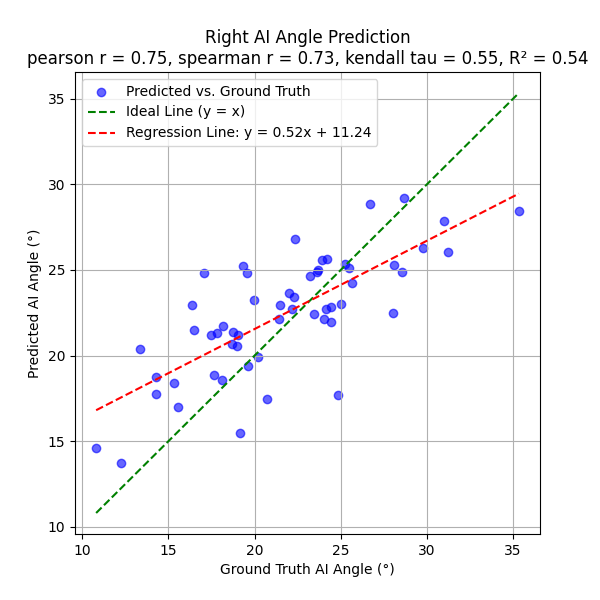 Right AI Angle Prediction
pearson r = 0.75, spearman r = 0.73, kendall tau = 0.55, R² = 0.54
Predicted vs. Ground Truth
Ideal Line (y = x)
Regression Line: y = 0.52x + 11.24
35
30
25
20
15
10
Predicted AI Angle (°)
10
15
20
25
30
35
Ground Truth AI Angle (°)